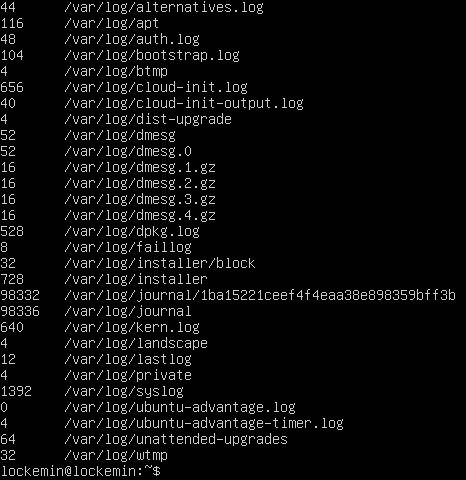 44 /var/log/alternatives.log
116 /var/log/apt
48 /var/log/auth.log
104 /var/log/bootstrap.log
4 /var/log/btmp
656 /var/log/cloud-init.log
40 /var/log/cloud-init-output.log
4 /var/log/dist-upgrade
52 /var/log/dmesg
52 /var/log/dmesg.0
16 /var/log/dmesg.1.gz
16 /var/log/dmesg.2.gz
16 /var/log/dmesg.3.gz
16 /var/log/dmesg.4.gz
528 /var/log/dpkg.log
8 /var/log/faillog
32 /var/log/installer/block
728 /var/log/installer
98332 /var/log/journal/1ba15221ceef4f4eaa38e898359bff3b
98336 /var/log/journal
640 /var/log/kern.log
4 /var/log/landscape
12 /var/log/lastlog
4 /var/log/private
1392 /var/log/syslog
0 /var/log/ubuntu-advantage.log
4 /var/log/ubuntu-advantage-timer.log
64 /var/log/unattended-upgrades
32 /var/log/wtmp
lockemin@lockemin:~$